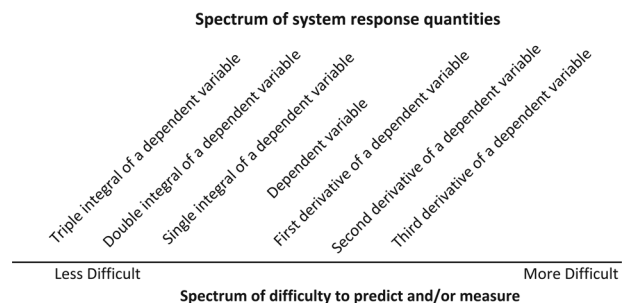 Spectrum of system response quantities
Triple integral of a dependent variable
Double integral of a dependent variable
Single integral of a dependent variable
Dependent variable
First derivative of a dependent variable
Second derivative of a dependent variable
Third derivative of a dependent variable
Less Difficult
More Difficult
Spectrum of difficulty to predict and/or measure